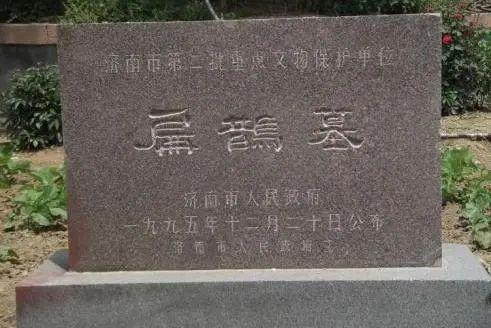 济南市第二批重点文物保护单位
扁鹊墓
济南市人民政府
一九九五年十二月二十日公布
济南市人民政府立